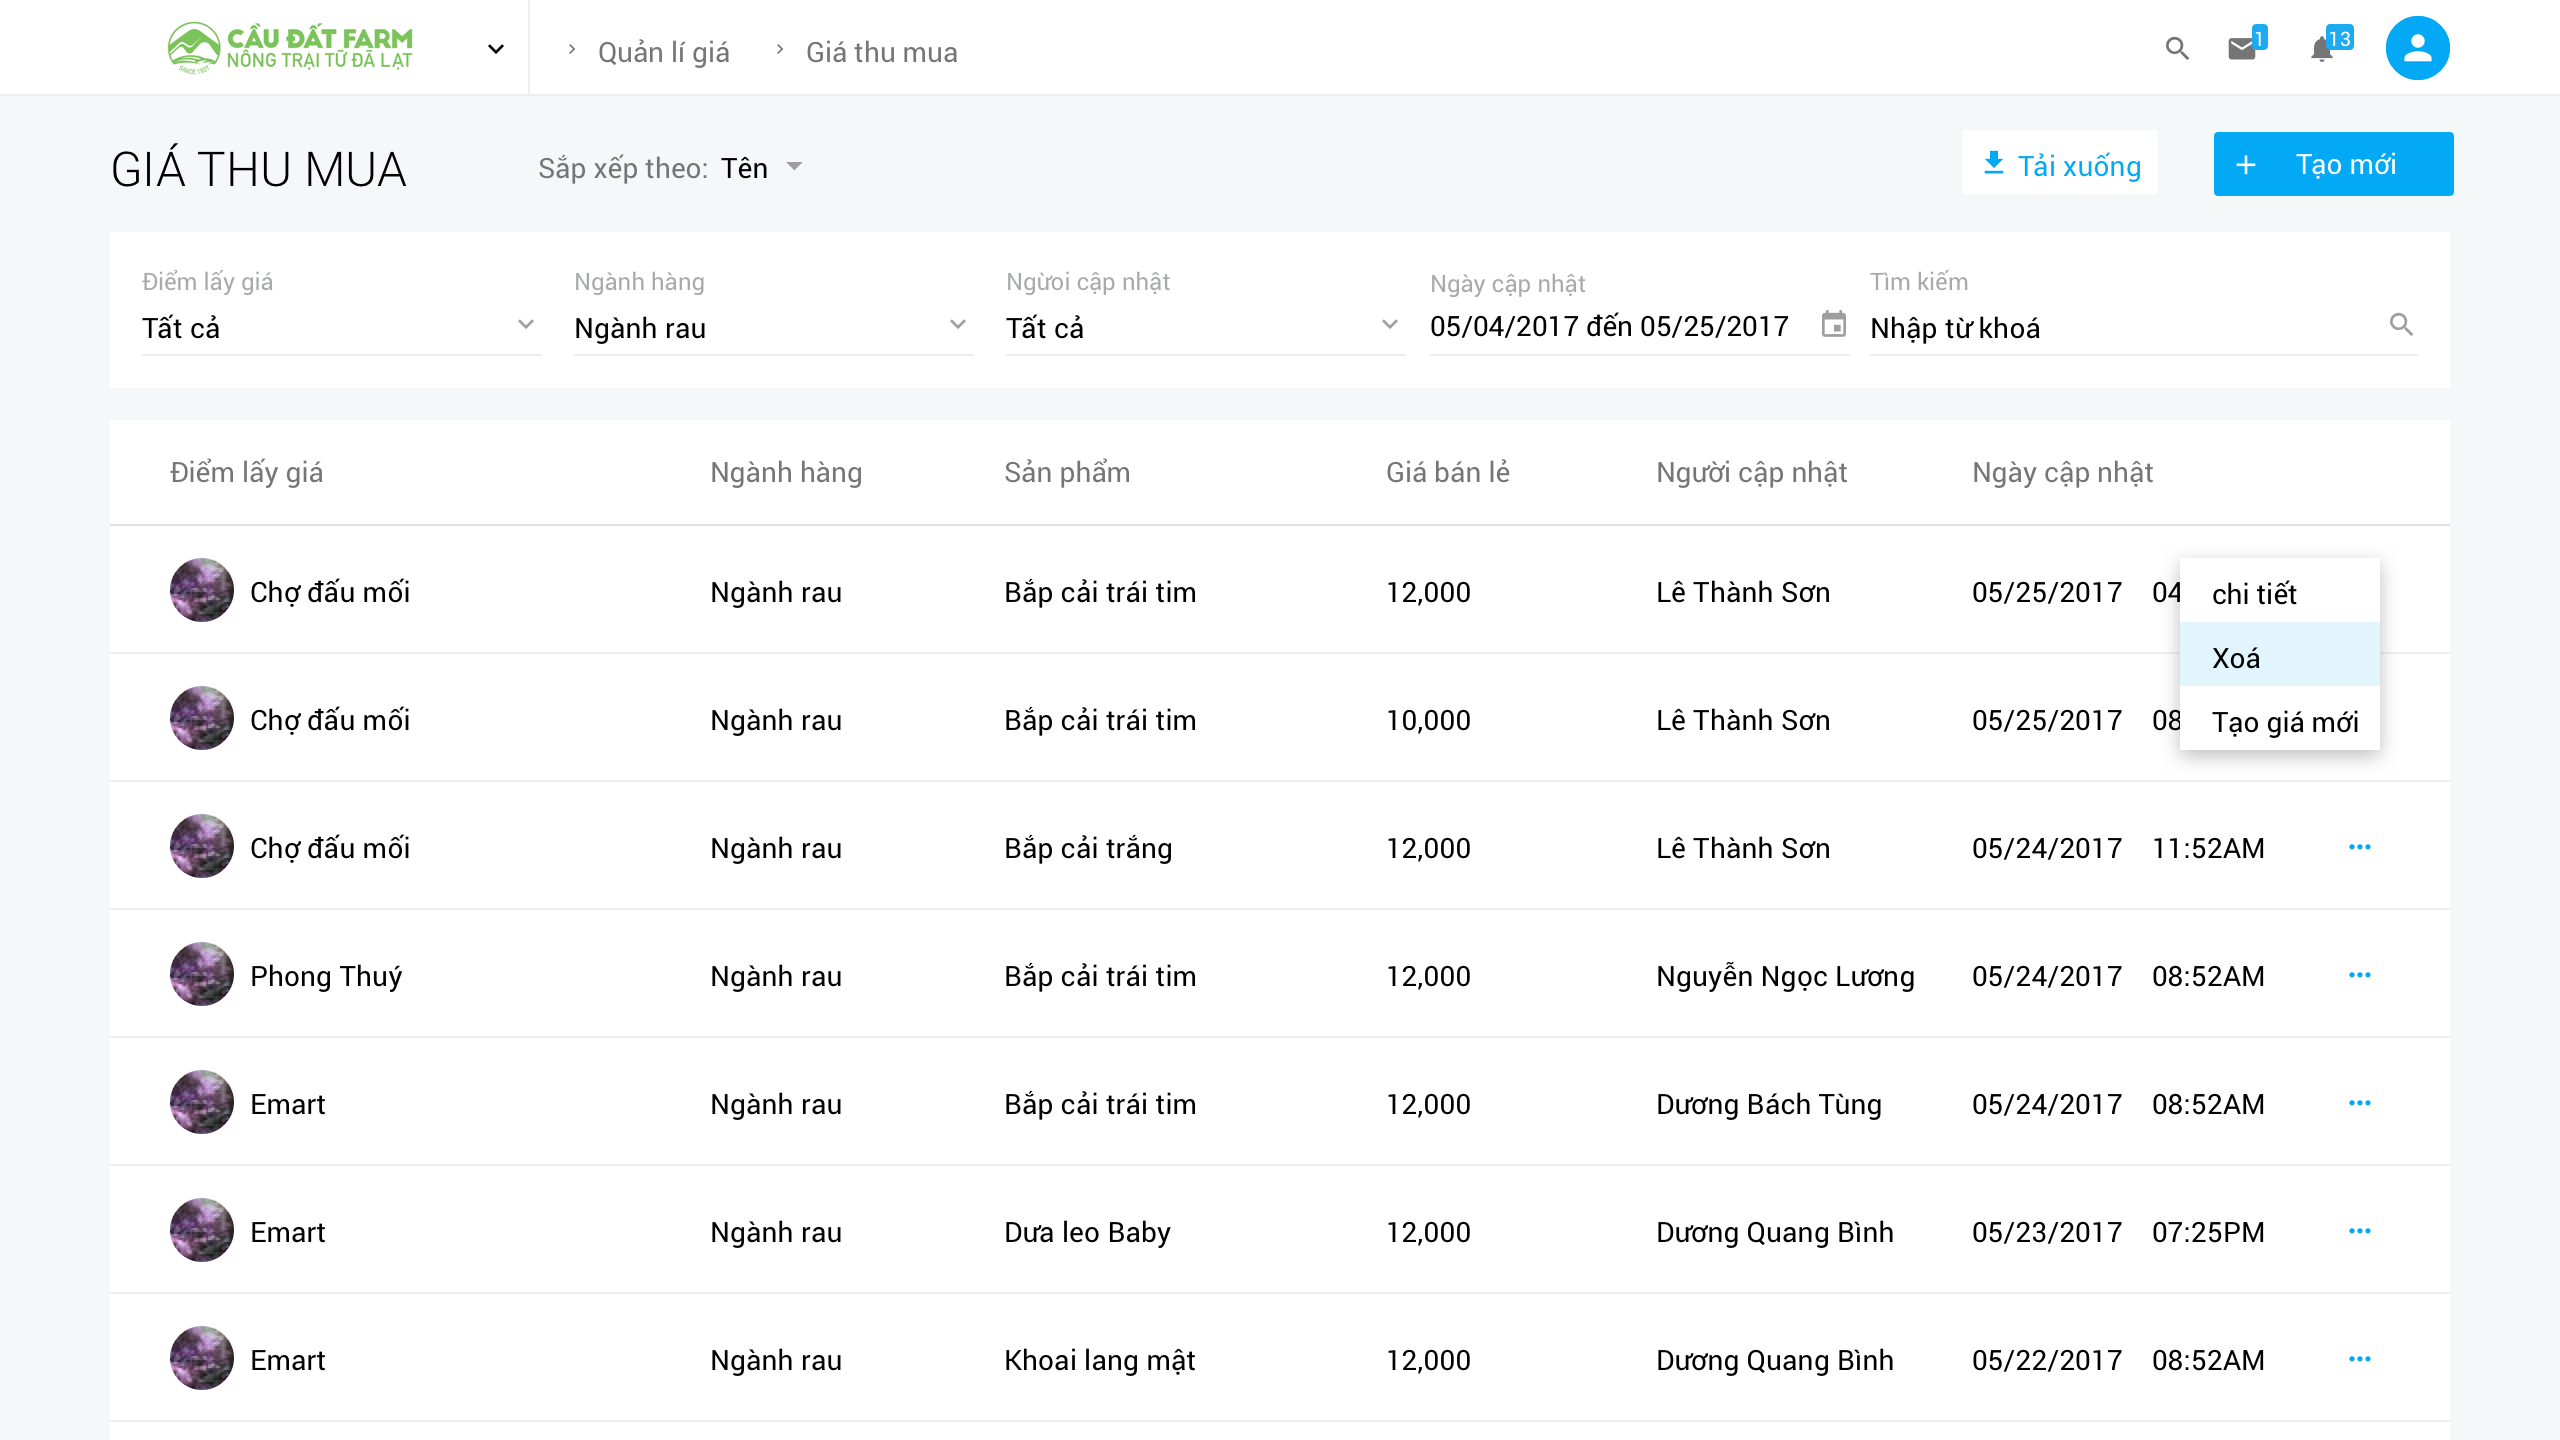 CẦU ĐẤT FARM
NÔNG TRẠI TỪ ĐÀ LẠT
SINCE 1927
Quản lí giá
Giá thu mua
1
13
GIÁ THU MUA
Sắp xếp theo: Tên
Tải xuống
Tạo mới
Điểm lấy giá
Ngành hàng
Ngừoi cập nhật
Ngày cập nhật
Tìm kiếm
Tất cả
Ngành rau
Tất cả
05/04/2017 đến 05/25/2017
Nhập từ khoá
Điểm lấy giá Ngành hàng Sản phẩm Giá bán lẻ Người cập nhật Ngày cập nhật
Chợ đấu mối Ngành rau Bắp cải trái tim 12,000 Lê Thành Sơn 05/25/2017 04
Chợ đấu mối Ngành rau Bắp cải trái tim 10,000 Lê Thành Sơn 05/25/2017 08
chi tiết
Xoá
Tạo giá mới
Chợ đấu mối Ngành rau Bắp cải trắng 12,000 Lê Thành Sơn 05/24/2017 11:52AM
Phong Thuý Ngành rau Bắp cải trái tim 12,000 Nguyễn Ngọc Lương 05/24/2017 08:52AM
Emart Ngành rau Bắp cải trái tim 12,000 Dương Bách Tùng 05/24/2017 08:52AM
Emart Ngành rau Dưa leo Baby 12,000 Dương Quang Bình 05/23/2017 07:25PM
Emart Ngành rau Khoai lang mật 12,000 Dương Quang Bình 05/22/2017 08:52AM